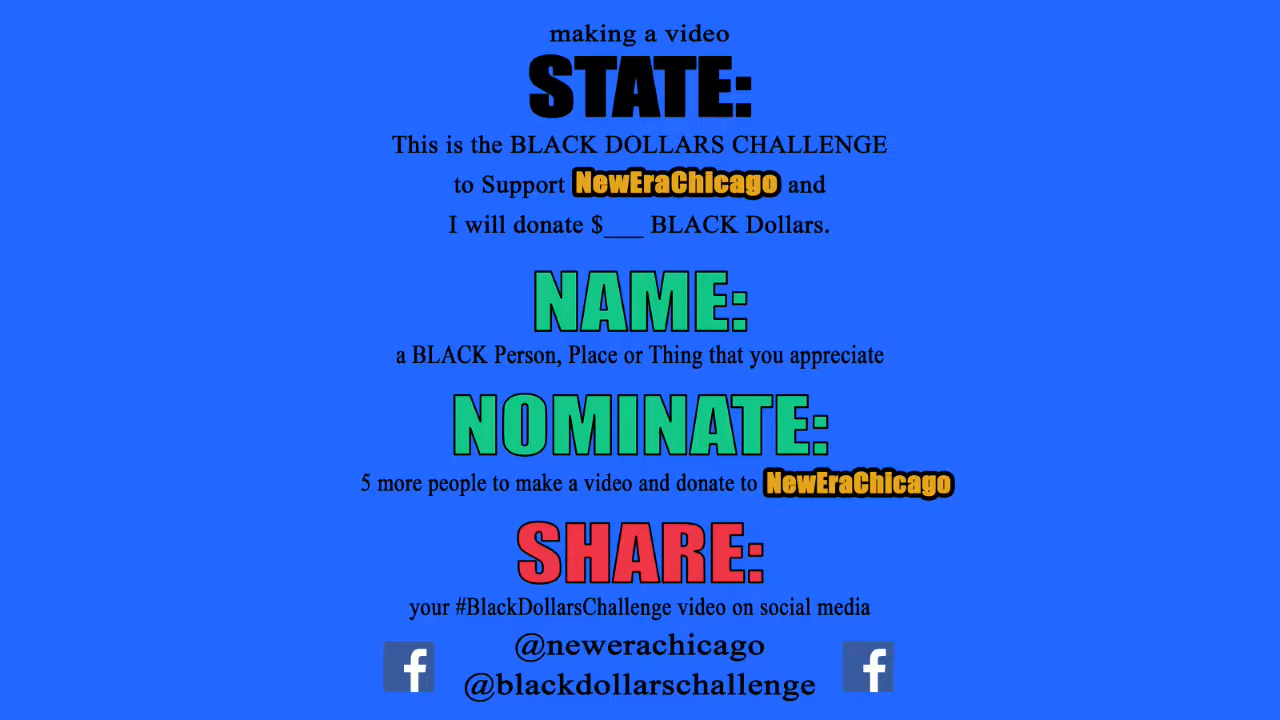 making a video
STATE:
This is the BLACK DOLLARS CHALLENGE
to Support NewEraChicago and
I will donate $___ BLACK Dollars.
NAME:
a BLACK Person, Place or Thing that you appreciate
NOMINATE:
5 more people to make a video and donate to NewEraChicago
SHARE:
your #BlackDollarsChallenge video on social media
@newerachicago
@blackdollarschallenge